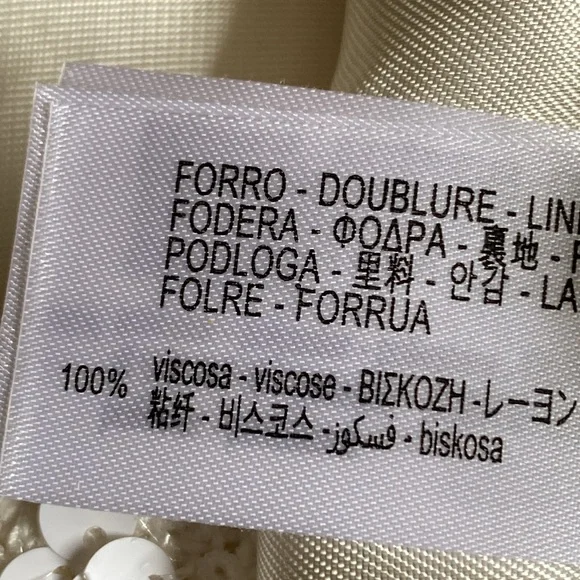 FORRO - DOUBLURE - LINI
FODERA - ΦΟΔΡΑ - 裏地 -
PODLOGA - 里料 - 안감 - LA
FOLRE - FORRUA
100% viscosa - viscose - ΒΙΣΚΟΖΗ - レーヨン
粘纤 - 비스코스 - فسكوز - biskosa